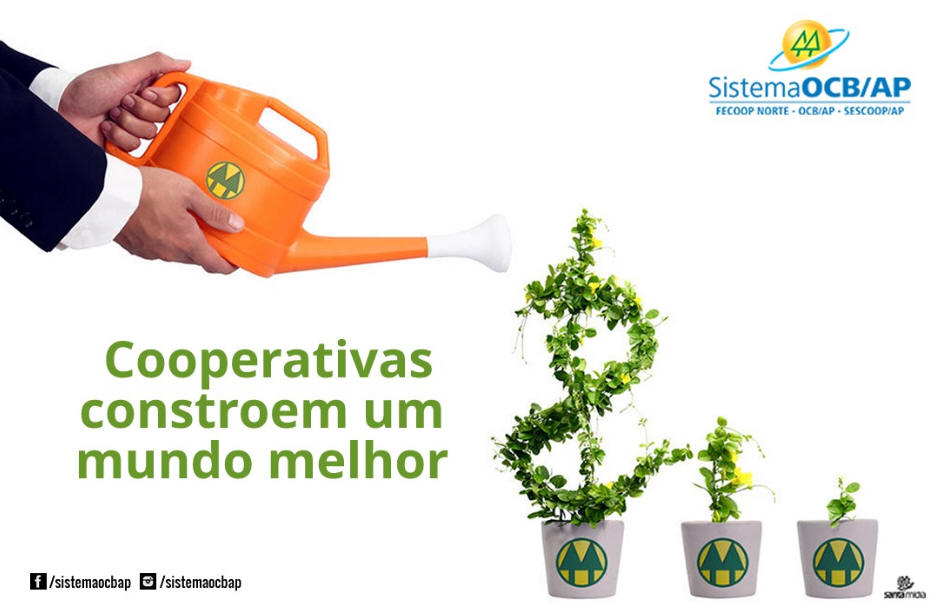 SistemaOCB/AP
FECOOP NORTE - OCB/AP - SESCOOP/AP
Cooperativas
constroem um
mundo melhor
/sistemaocbap /sistemaocbap
santa mídia